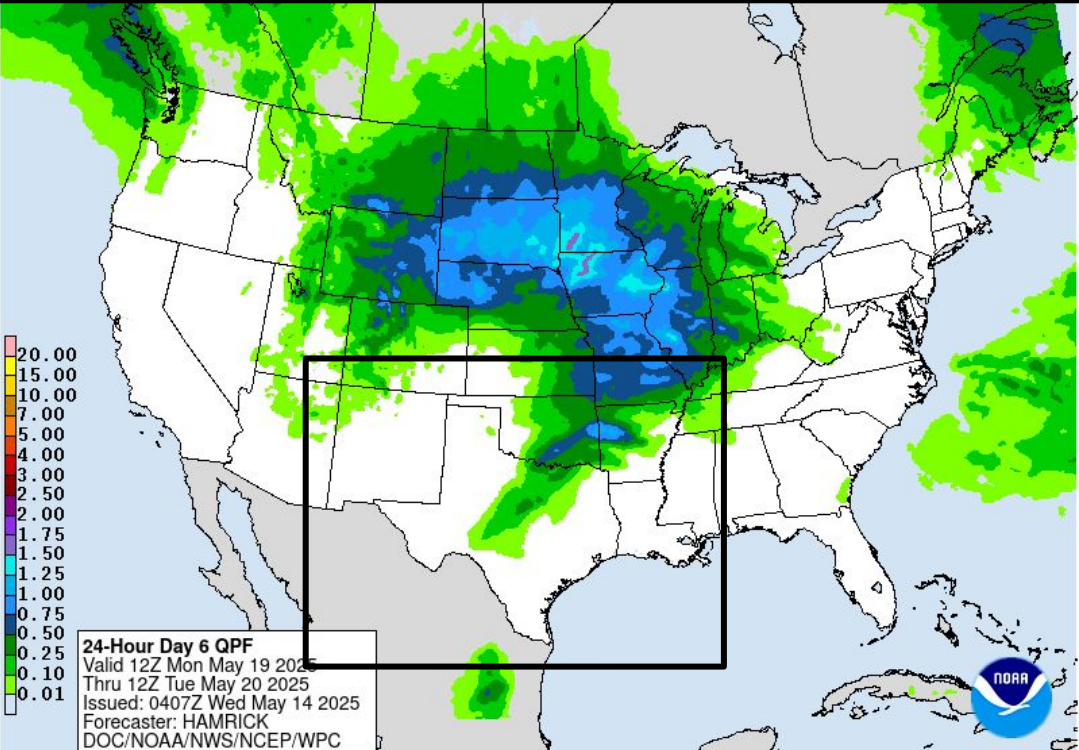 20.00
15.00
10.00
7.00
5.00
4.00
3.00
2.50
2.00
1.75
1.50
1.25
1.00
0.75
0.50
0.25
0.10
0.01
24-Hour Day 6 QPF
Valid 12Z Mon May 19 2025
Thru 12Z Tue May 20 2025
Issued: 0407Z Wed May 14 2025
Forecaster: HAMRICK
DOC/NOAA/NWS/NCEP/WPC
NOAA